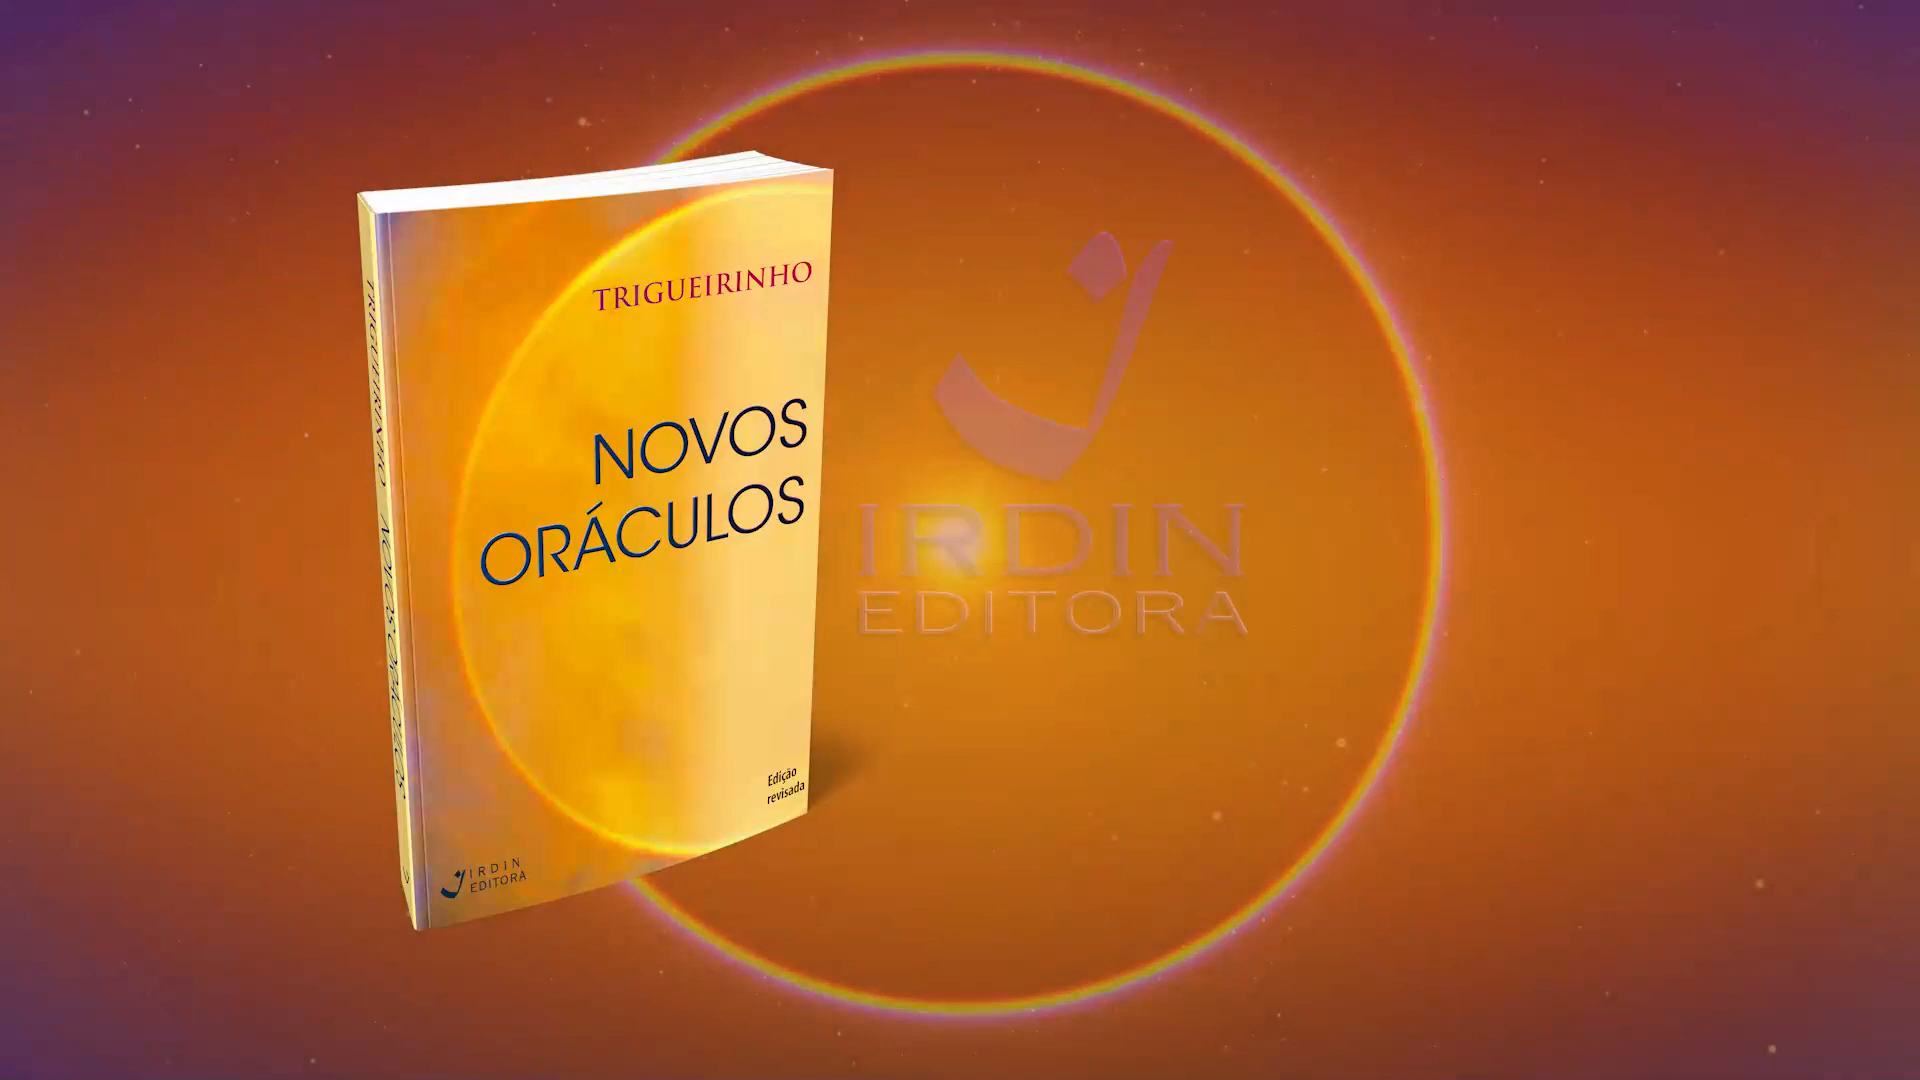 TRIGUEIRINHO
NOVOS
ORÁCULOS
Edição
revisada
IRDIN
EDITORA
TRIGUEIRINHO NOVOS ORÁCULOS
IRDIN
EDITORA